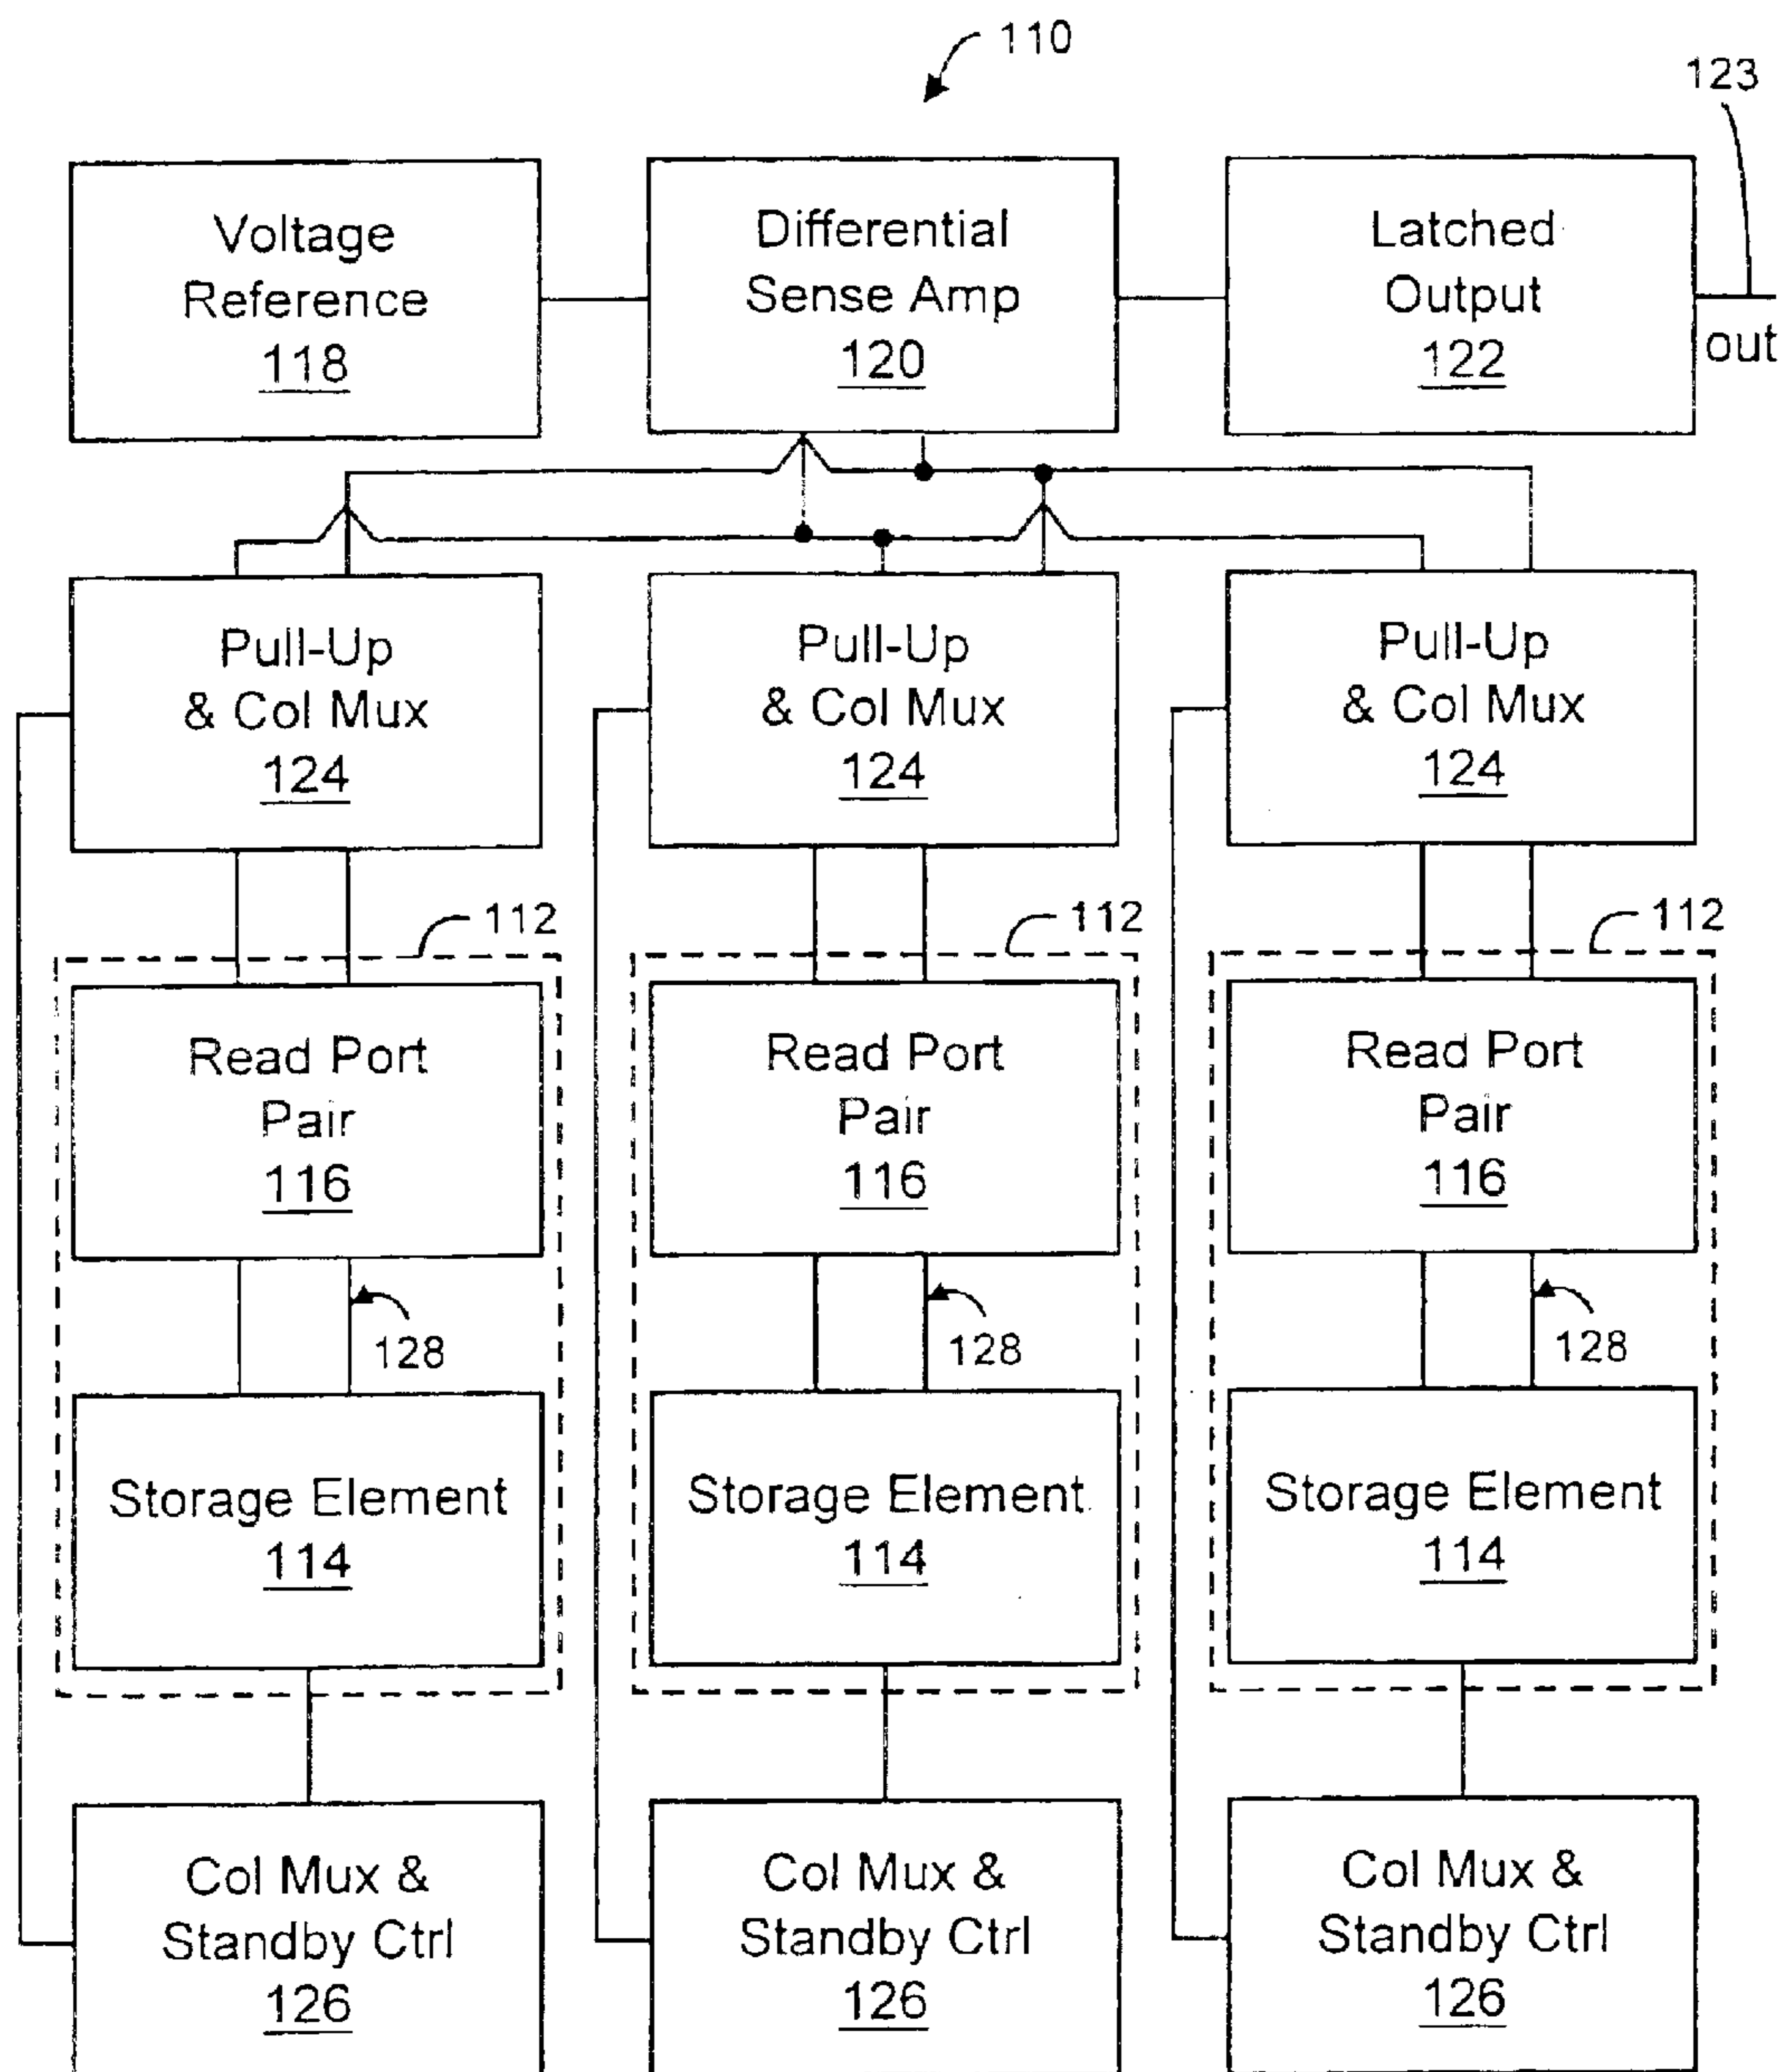 110
123
Voltage
Reference
118
Differential
Sense Amp
120
Latched
Output
122
out
Pull-Up
& Col Mux
124
Pull-Up
& Col Mux
124
Pull-Up
& Col Mux
124
112
112
112
Read Port
Pair
116
Read Port
Pair
116
Read Port
Pair
116
128
128
128
Storage Element
114
Storage Element
114
Storage Element
114
Col Mux &
Standby Ctrl
126
Col Mux &
Standby Ctrl
126
Col Mux &
Standby Ctrl
126